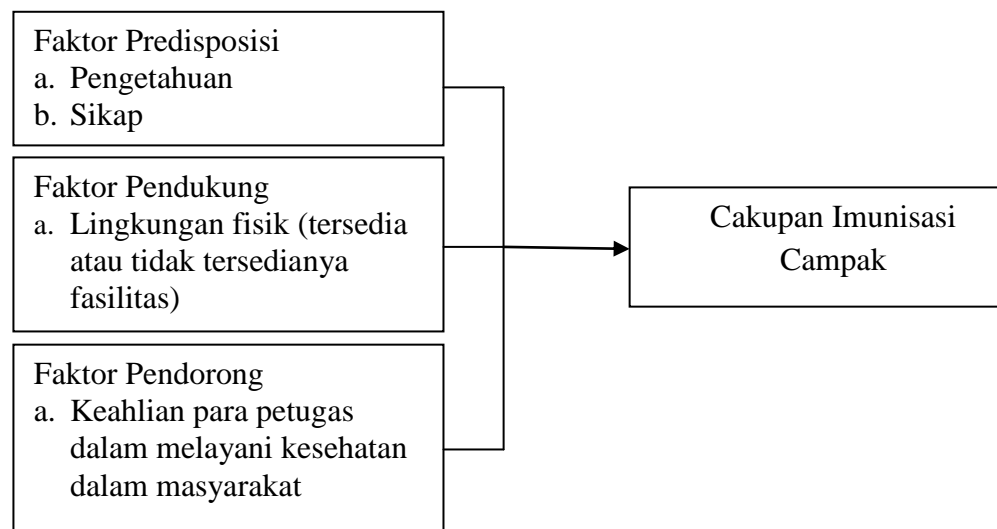 Faktor Predisposisi
a. Pengetahuan
b. Sikap
Faktor Pendukung
a. Lingkungan fisik (tersedia
atau tidak tersedianya
fasilitas)
Faktor Pendorong
a. Keahlian para petugas
dalam melayani kesehatan
dalam masyarakat
Cakupan Imunisasi
Campak